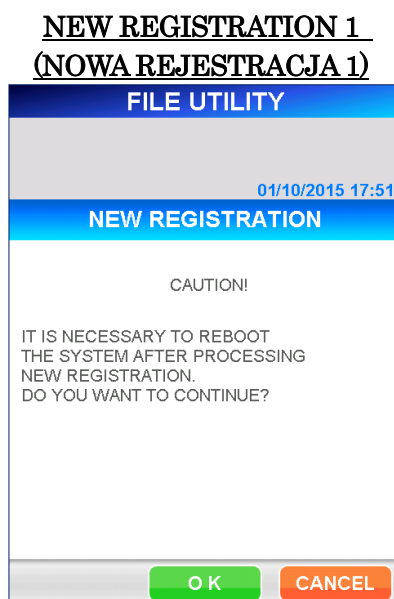 NEW REGISTRATION 1
(NOWA REJESTRACJA 1)
FILE UTILITY
01/10/2015 17:51
NEW REGISTRATION
CAUTION!
IT IS NECESSARY TO REBOOT
THE SYSTEM AFTER PROCESSING
NEW REGISTRATION.
DO YOU WANT TO CONTINUE?
O K
CANCEL